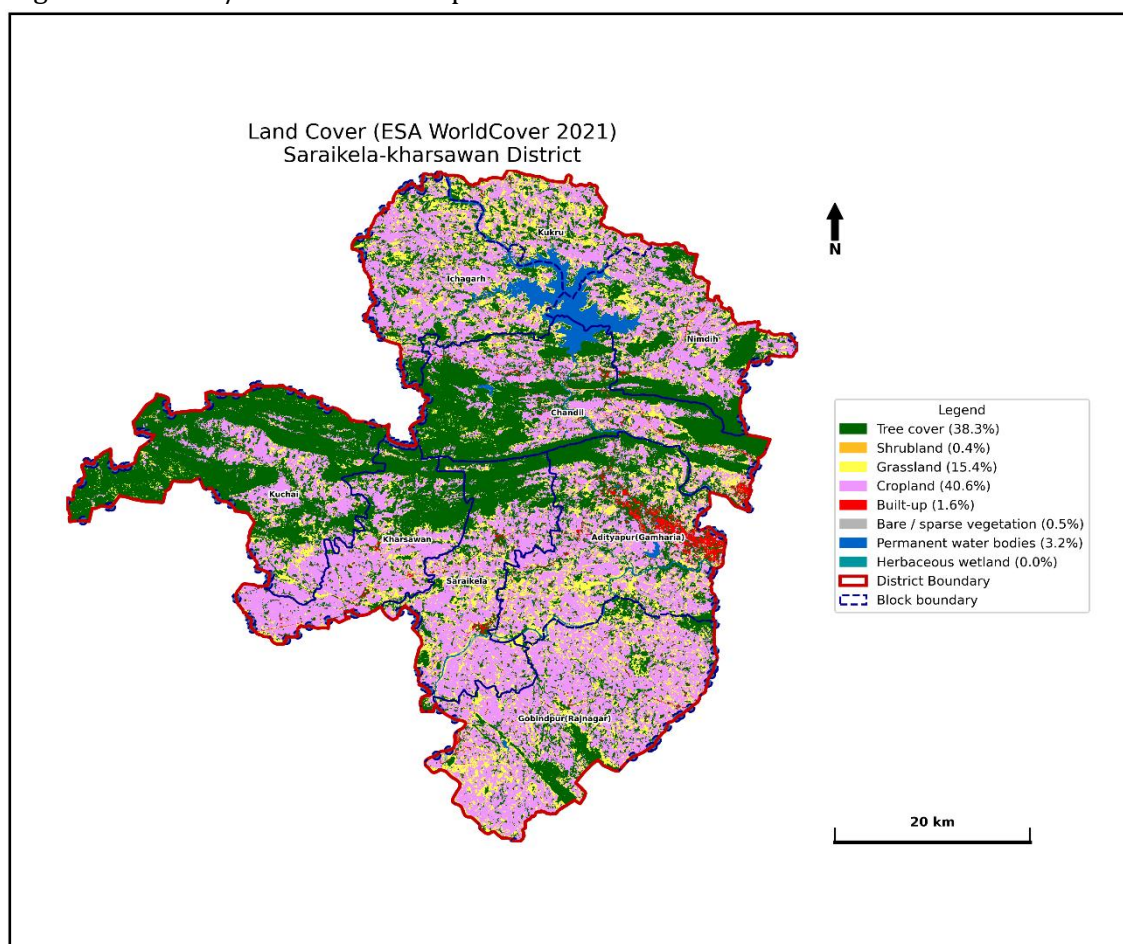 Land Cover (ESA WorldCover 2021)
Saraikela-kharsawan District
N
Kukru
Ichagarh
Nimdih
Chandil
Kuchai
Kharsawan
Adityapur(Gamharia)
Saraikela
Gobindpur(Rajnagar)
Legend
Tree cover (38.3%)
Shrubland (0.4%)
Grassland (15.4%)
Cropland (40.6%)
Built-up (1.6%)
Bare / sparse vegetation (0.5%)
Permanent water bodies (3.2%)
Herbaceous wetland (0.0%)
District Boundary
Block boundary
20 km